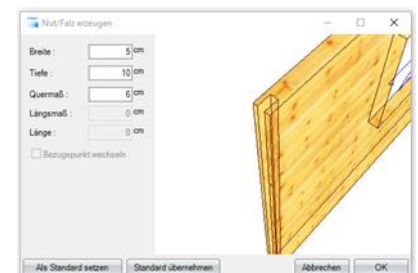 Nut/Falz erzeugen
Breite : 5 cm
Tiefe : 10 cm
Quermaß : 6 cm
Längsmaß : 0 cm
Länge : 0 cm
Bezugspunkt wechseln
Als Standard setzen Standard übernehmen Abbrechen OK